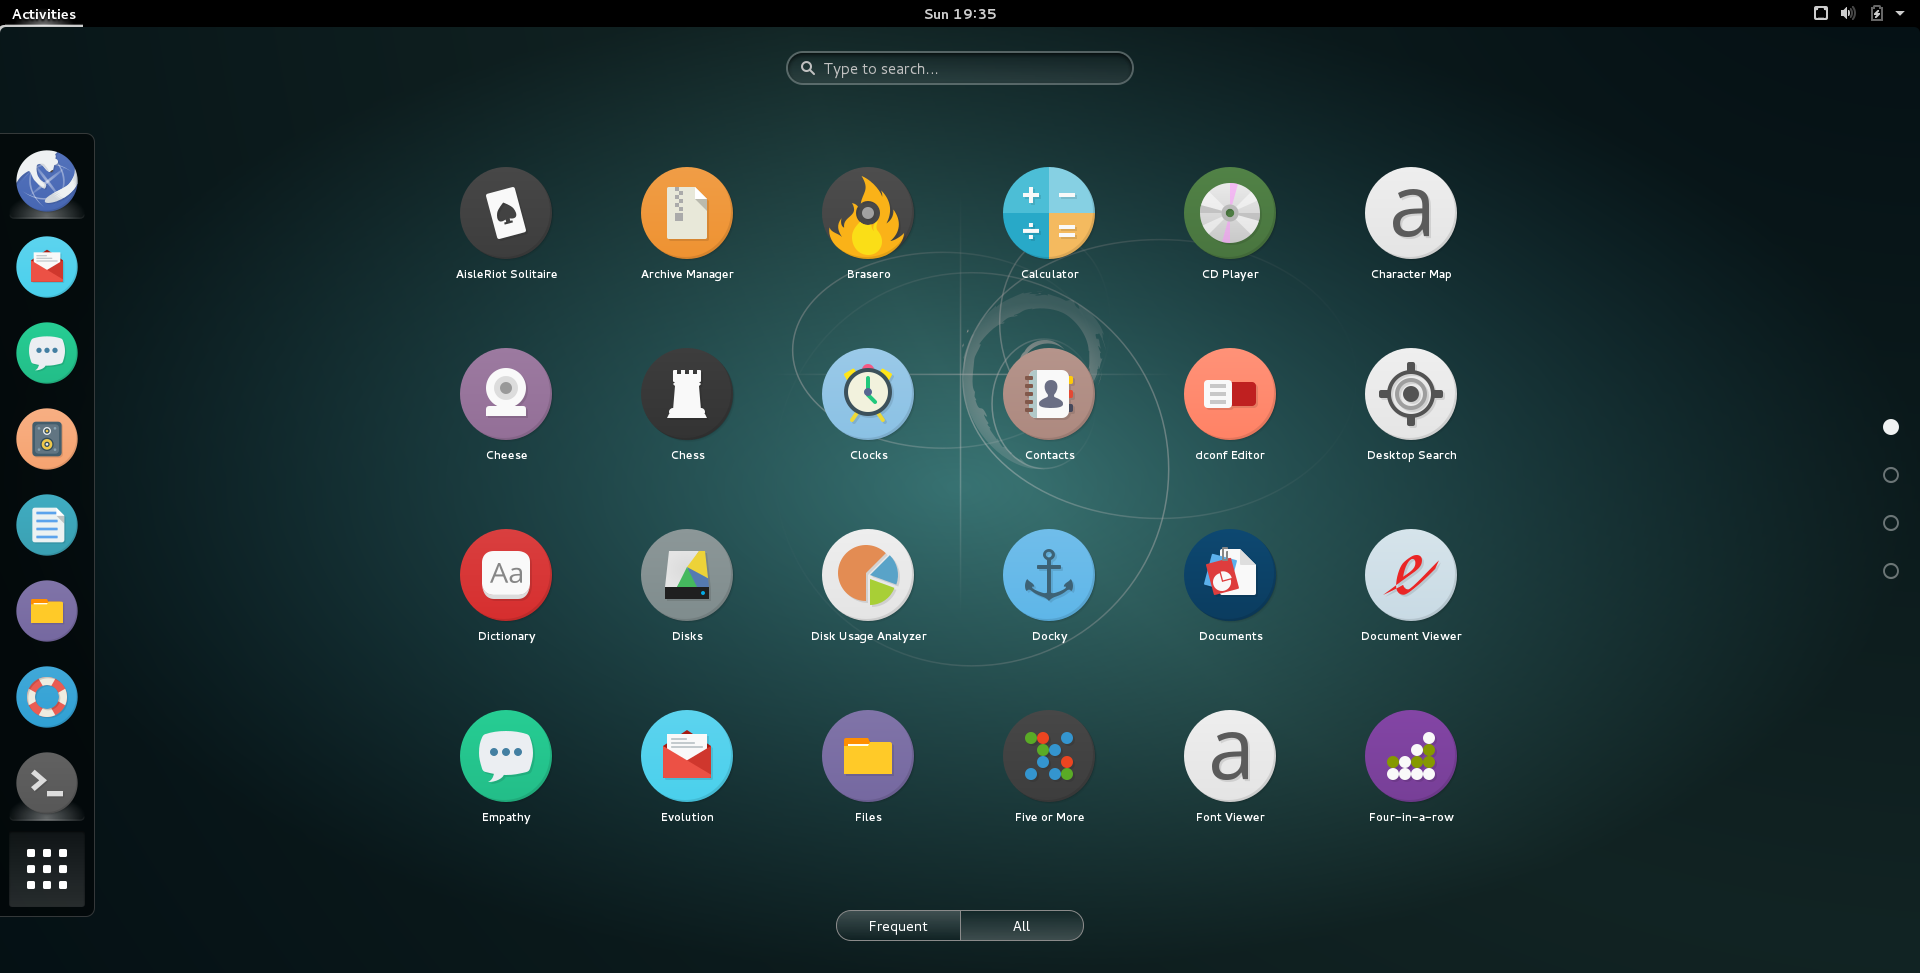 Activities
Sun 19:35
Type to search...
AisleRiot Solitaire
Archive Manager
Brasero
Calculator
CD Player
Character Map
Cheese
Chess
Clocks
Contacts
dconf Editor
Desktop Search
Dictionary
Disks
Disk Usage Analyzer
Docky
Documents
Document Viewer
Empathy
Evolution
Files
Five or More
Font Viewer
Four-in-a-row
Frequent
All
a
Aa
a